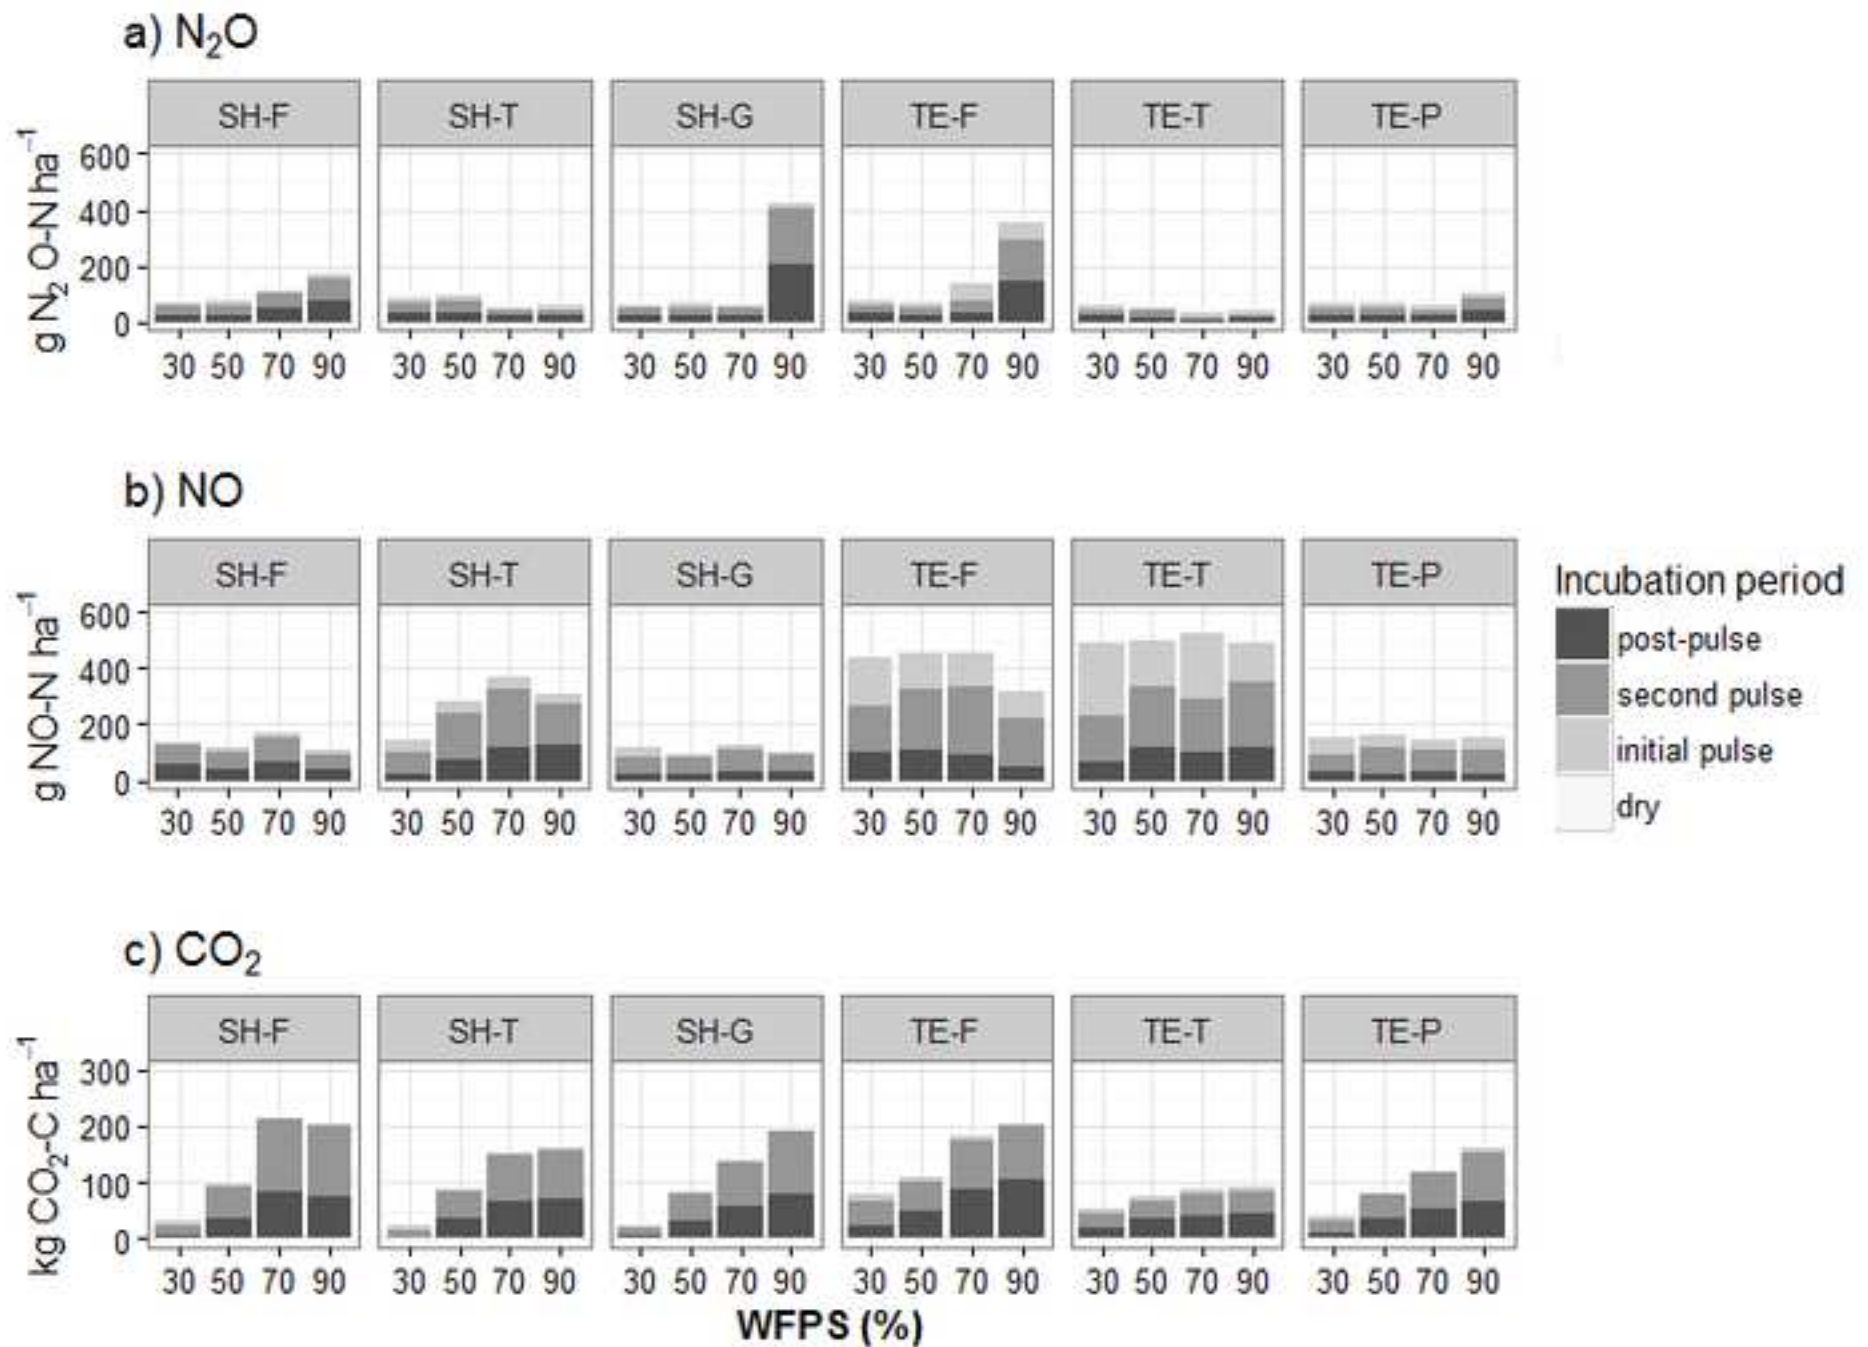 a) N₂O
SH-F SH-T SH-G TE-F TE-T TE-P
g N₂ O-N ha⁻¹
600
400
200
0
30 50 70 90 30 50 70 90 30 50 70 90 30 50 70 90 30 50 70 90 30 50 70 90
b) NO
SH-F SH-T SH-G TE-F TE-T TE-P
g NO-N ha⁻¹
600
400
200
0
30 50 70 90 30 50 70 90 30 50 70 90 30 50 70 90 30 50 70 90 30 50 70 90
Incubation period
post-pulse
second pulse
initial pulse
dry
c) CO₂
SH-F SH-T SH-G TE-F TE-T TE-P
kg CO₂-C ha⁻¹
300
200
100
0
30 50 70 90 30 50 70 90 30 50 70 90 30 50 70 90 30 50 70 90 30 50 70 90
WFPS (%)